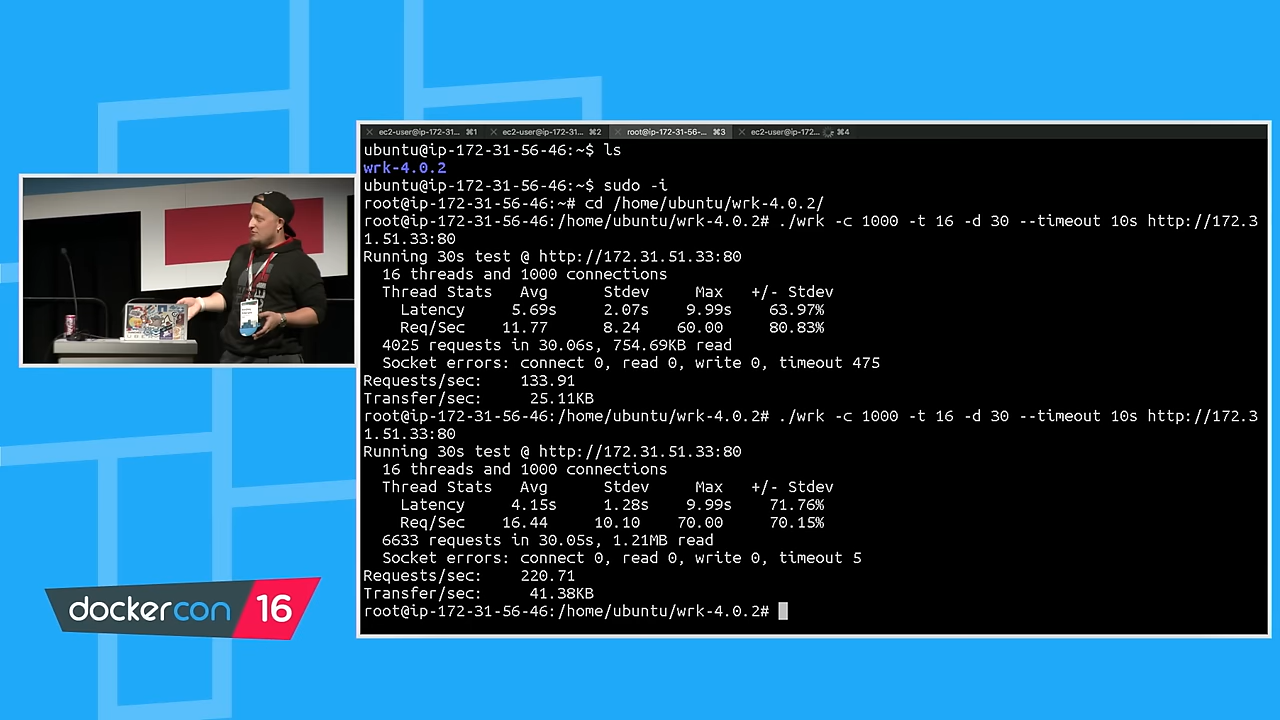 ec2-user@ip-172-31... ⌘1 ec2-user@ip-172-31... ⌘2 root@ip-172-31-56-... ⌘3 ec2-user@ip-172... ⌘4
ubuntu@ip-172-31-56-46:~$ ls
wrk-4.0.2
ubuntu@ip-172-31-56-46:~$ sudo -i
root@ip-172-31-56-46:~# cd /home/ubuntu/wrk-4.0.2/
root@ip-172-31-56-46:/home/ubuntu/wrk-4.0.2# ./wrk -c 1000 -t 16 -d 30 --timeout 10s http://172.3
1.51.33:80
Running 30s test @ http://172.31.51.33:80
16 threads and 1000 connections
Thread Stats Avg Stdev Max +/- Stdev
Latency 5.69s 2.07s 9.99s 63.97%
Req/Sec 11.77 8.24 60.00 80.83%
4025 requests in 30.06s, 754.69KB read
Socket errors: connect 0, read 0, write 0, timeout 475
Requests/sec: 133.91
Transfer/sec: 25.11KB
root@ip-172-31-56-46:/home/ubuntu/wrk-4.0.2# ./wrk -c 1000 -t 16 -d 30 --timeout 10s http://172.3
1.51.33:80
Running 30s test @ http://172.31.51.33:80
16 threads and 1000 connections
Thread Stats Avg Stdev Max +/- Stdev
Latency 4.15s 1.28s 9.99s 71.76%
Req/Sec 16.44 10.10 70.00 70.15%
6633 requests in 30.05s, 1.21MB read
Socket errors: connect 0, read 0, write 0, timeout 5
Requests/sec: 220.71
Transfer/sec: 41.38KB
root@ip-172-31-56-46:/home/ubuntu/wrk-4.0.2#
dockercon 16